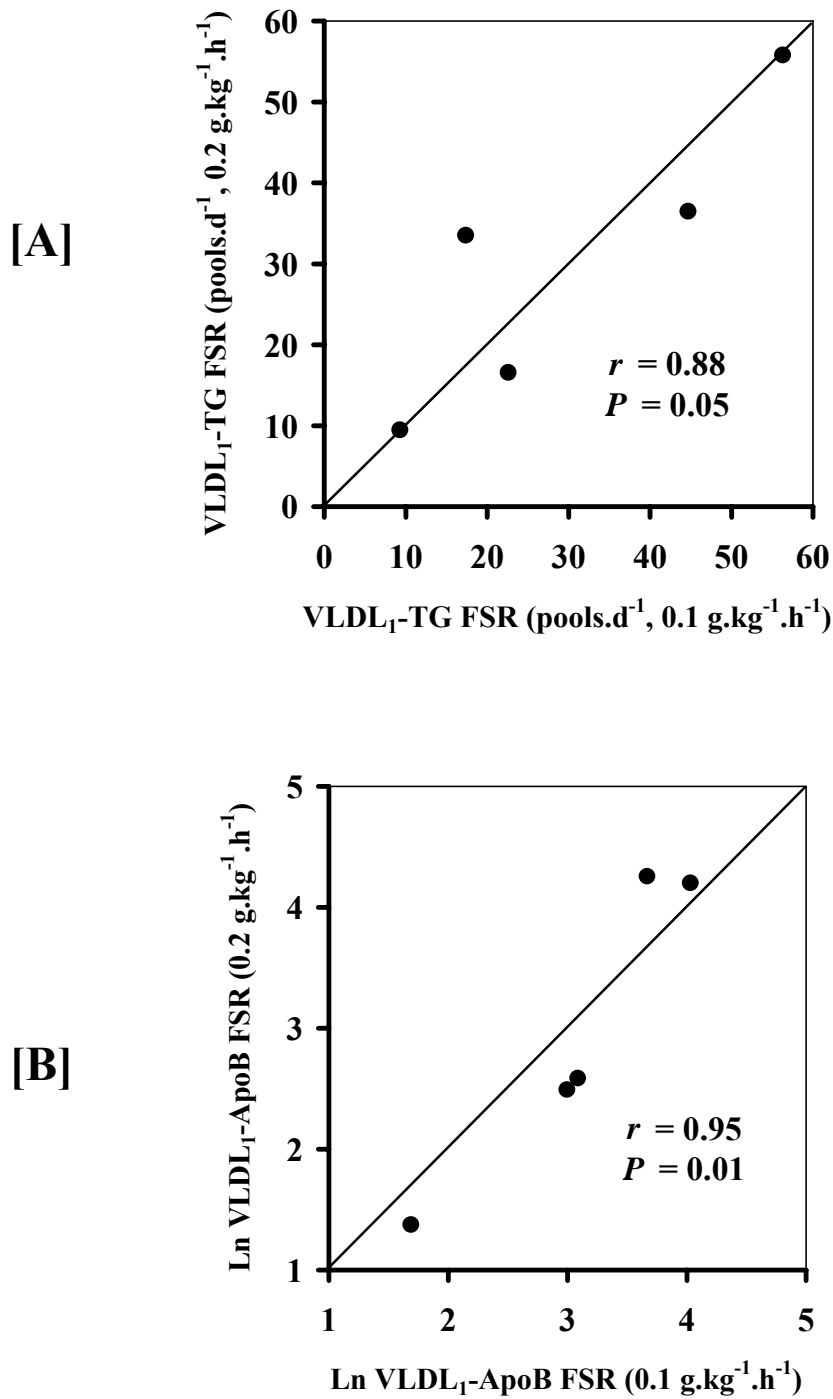 [A]
VLDL₁-TG FSR (pools.d⁻¹, 0.2 g.kg⁻¹.h⁻¹)
60
50
40
30
20
10
0
r = 0.88
P = 0.05
0 10 20 30 40 50 60
VLDL₁-TG FSR (pools.d⁻¹, 0.1 g.kg⁻¹.h⁻¹)
[B]
Ln VLDL₁-ApoB FSR (0.2 g.kg⁻¹.h⁻¹)
5
4
3
2
1
r = 0.95
P = 0.01
1 2 3 4 5
Ln VLDL₁-ApoB FSR (0.1 g.kg⁻¹.h⁻¹)